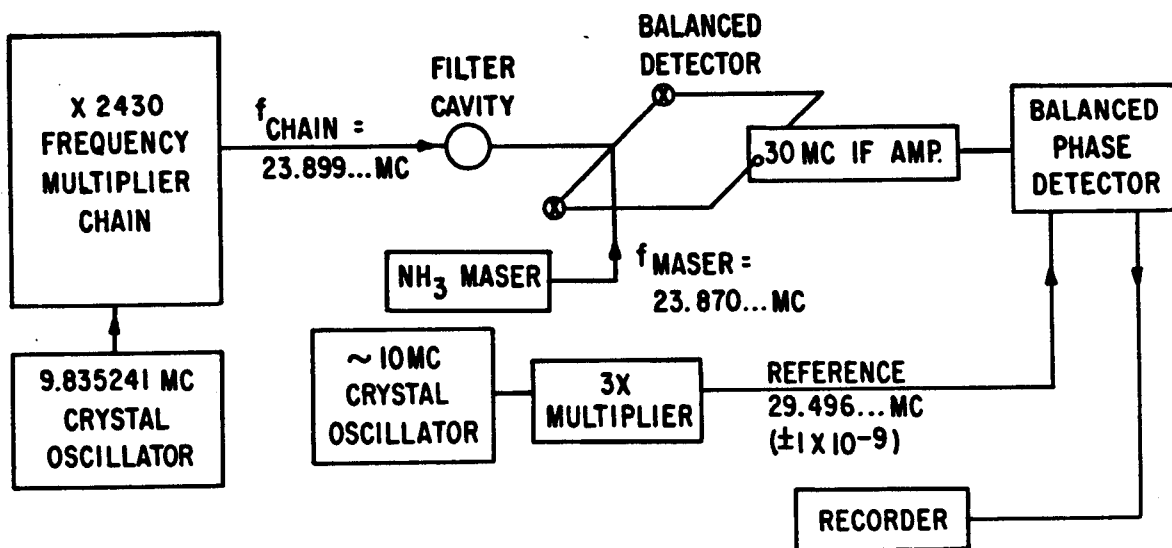 X 2430
FREQUENCY
MULTIPLIER
CHAIN
9.835241 MC
CRYSTAL
OSCILLATOR
f CHAIN =
23.899...MC
FILTER
CAVITY
BALANCED
DETECTOR
30 MC IF AMP.
BALANCED
PHASE
DETECTOR
NH3 MASER
f MASER =
23.870...MC
~ 10MC
CRYSTAL
OSCILLATOR
3X
MULTIPLIER
REFERENCE
29.496...MC
(±1 X 10-9)
RECORDER